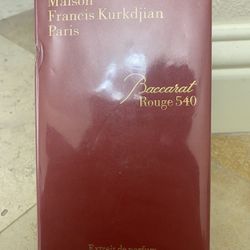 Maison
Francis Kurkdjian
Paris
Baccarat
Rouge 540
Extrait de parfum